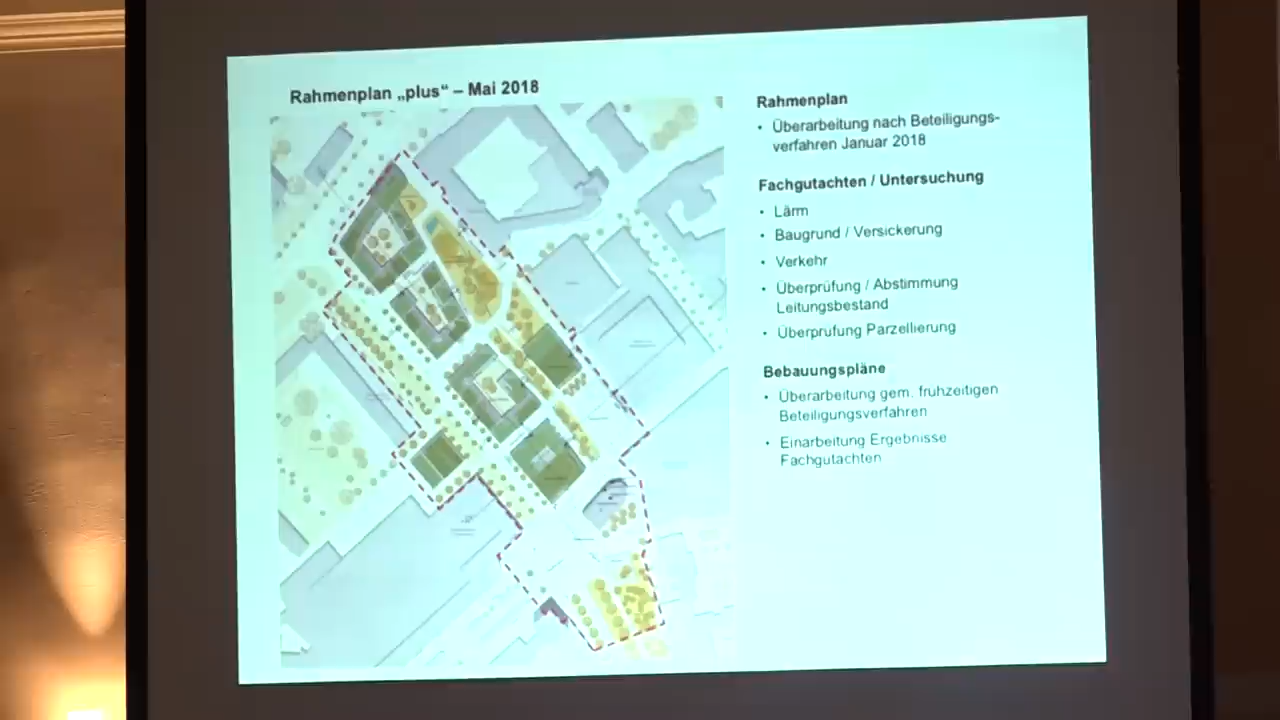 Rahmenplan „plus“ – Mai 2018
Rahmenplan
• Überarbeitung nach Beteiligungs-
verfahren Januar 2018
Fachgutachten / Untersuchung
• Lärm
• Baugrund / Versickerung
• Verkehr
• Überprüfung / Abstimmung
Leitungsbestand
• Überprüfung Parzellierung
Bebauungspläne
• Überarbeitung gem. frühzeitigen
Beteiligungsverfahren
• Einarbeitung Ergebnisse
Fachgutachten